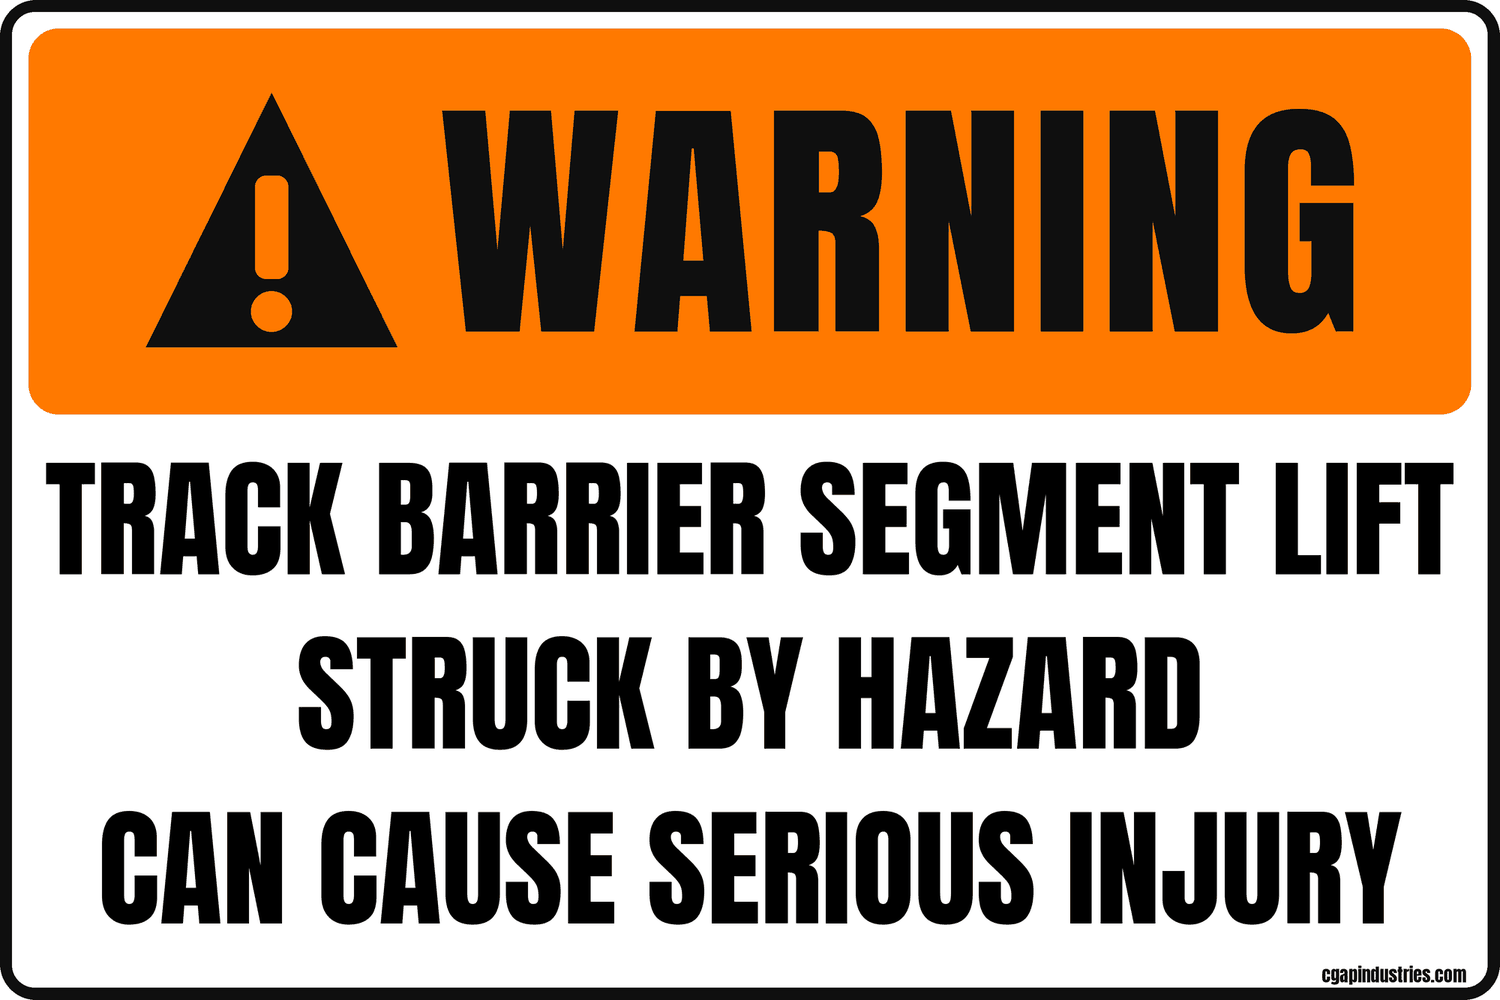 WARNING
TRACK BARRIER SEGMENT LIFT
STRUCK BY HAZARD
CAN CAUSE SERIOUS INJURY
cgapindustries.com